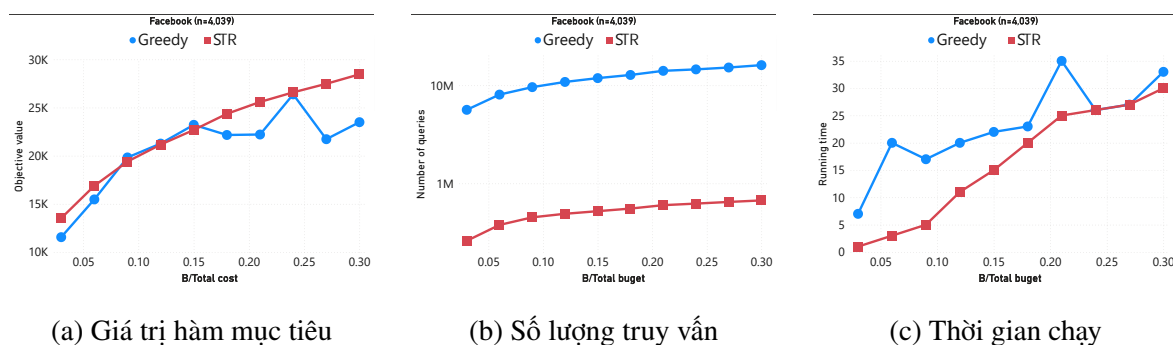 Facebook (n=4,039)
Greedy STR
30K
25K
20K
15K
10K
Objective value
0.05 0.10 0.15 0.20 0.25 0.30
B/Total cost
(a) Giá trị hàm mục tiêu
Facebook (n=4,039)
Greedy STR
10M
1M
Number of queries
0.05 0.10 0.15 0.20 0.25 0.30
B/Total buget
(b) Số lượng truy vấn
Facebook (n=4,039)
Greedy STR
35
30
25
20
15
10
5
0
Running time
0.05 0.10 0.15 0.20 0.25 0.30
B/Total buget
(c) Thời gian chạy